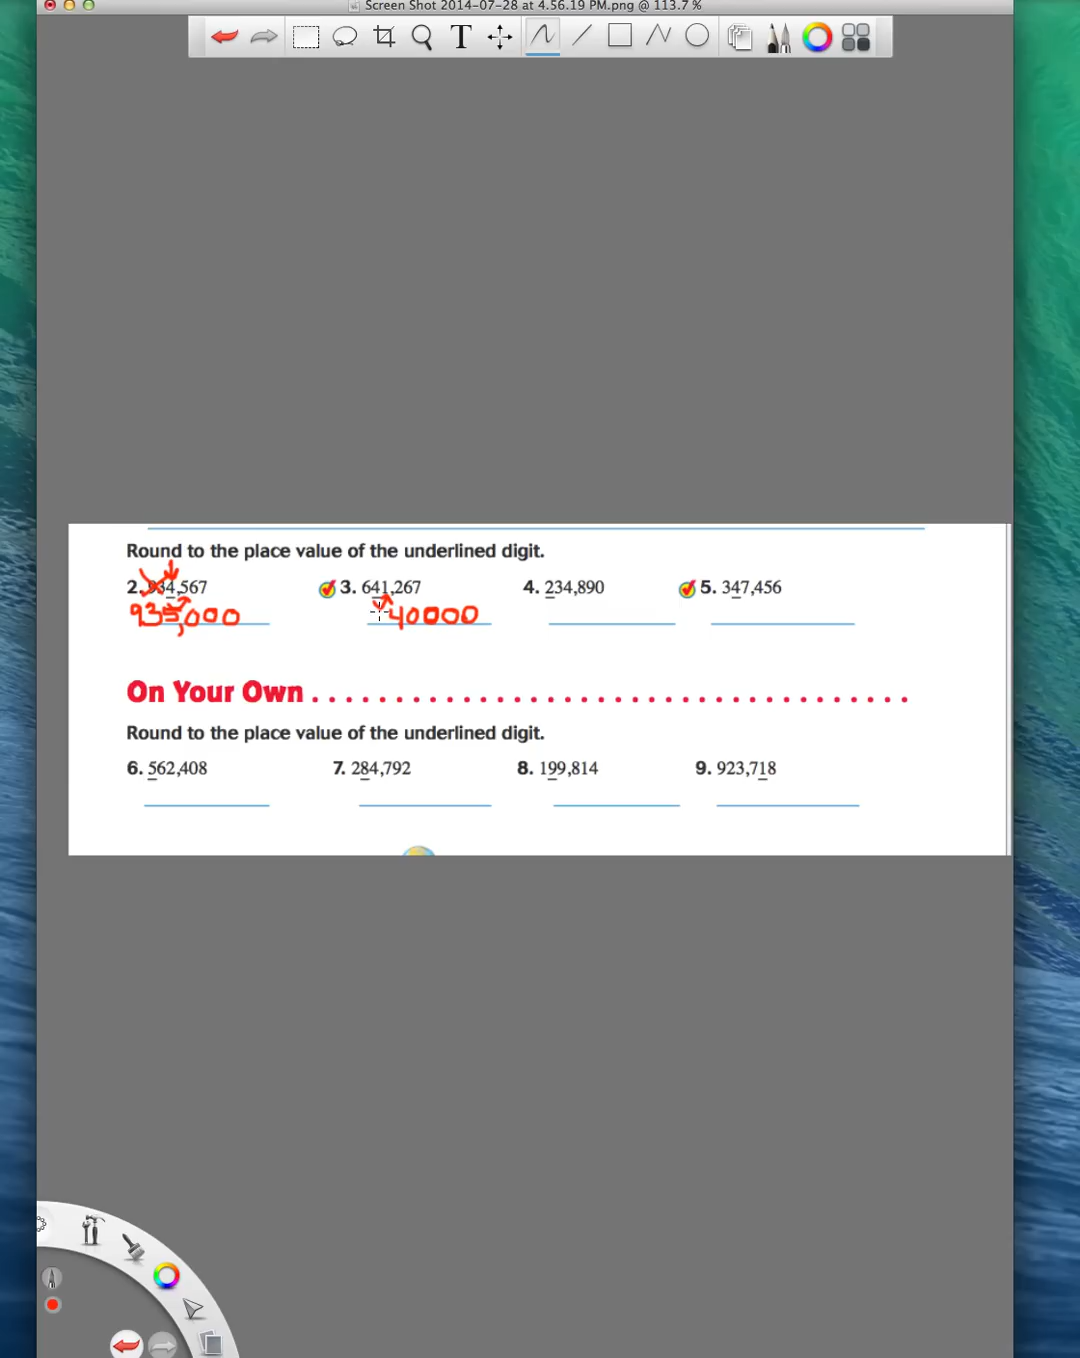 Screen Shot 2014-07-28 at 4.56.19 PM.png @ 113.7 %
T
Round to the place value of the underlined digit.
2. 934,567 3. 641,267 4. 234,890 5. 347,456
935,000 40000
On Your Own
Round to the place value of the underlined digit.
6. 562,408 7. 284,792 8. 199,814 9. 923,718